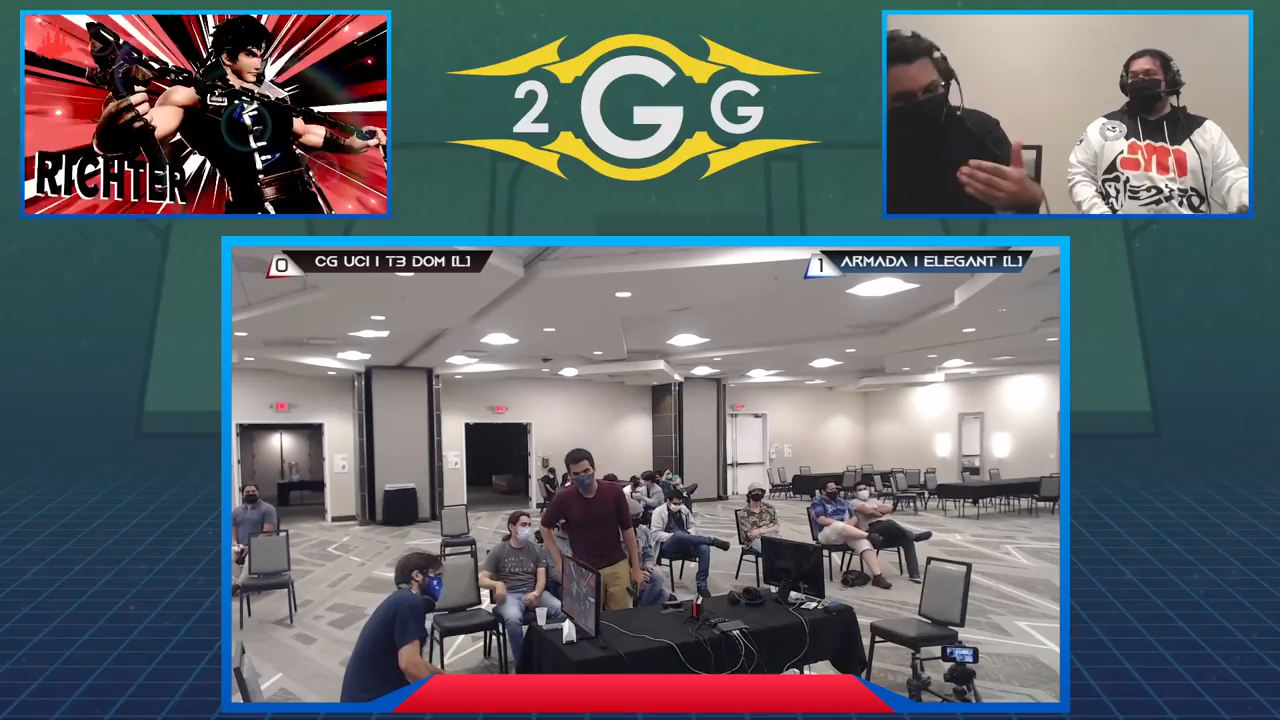 RICHTER
2GG
0 CG UCI | T3 DOM [L]
1 ARMADA | ELEGANT [L]